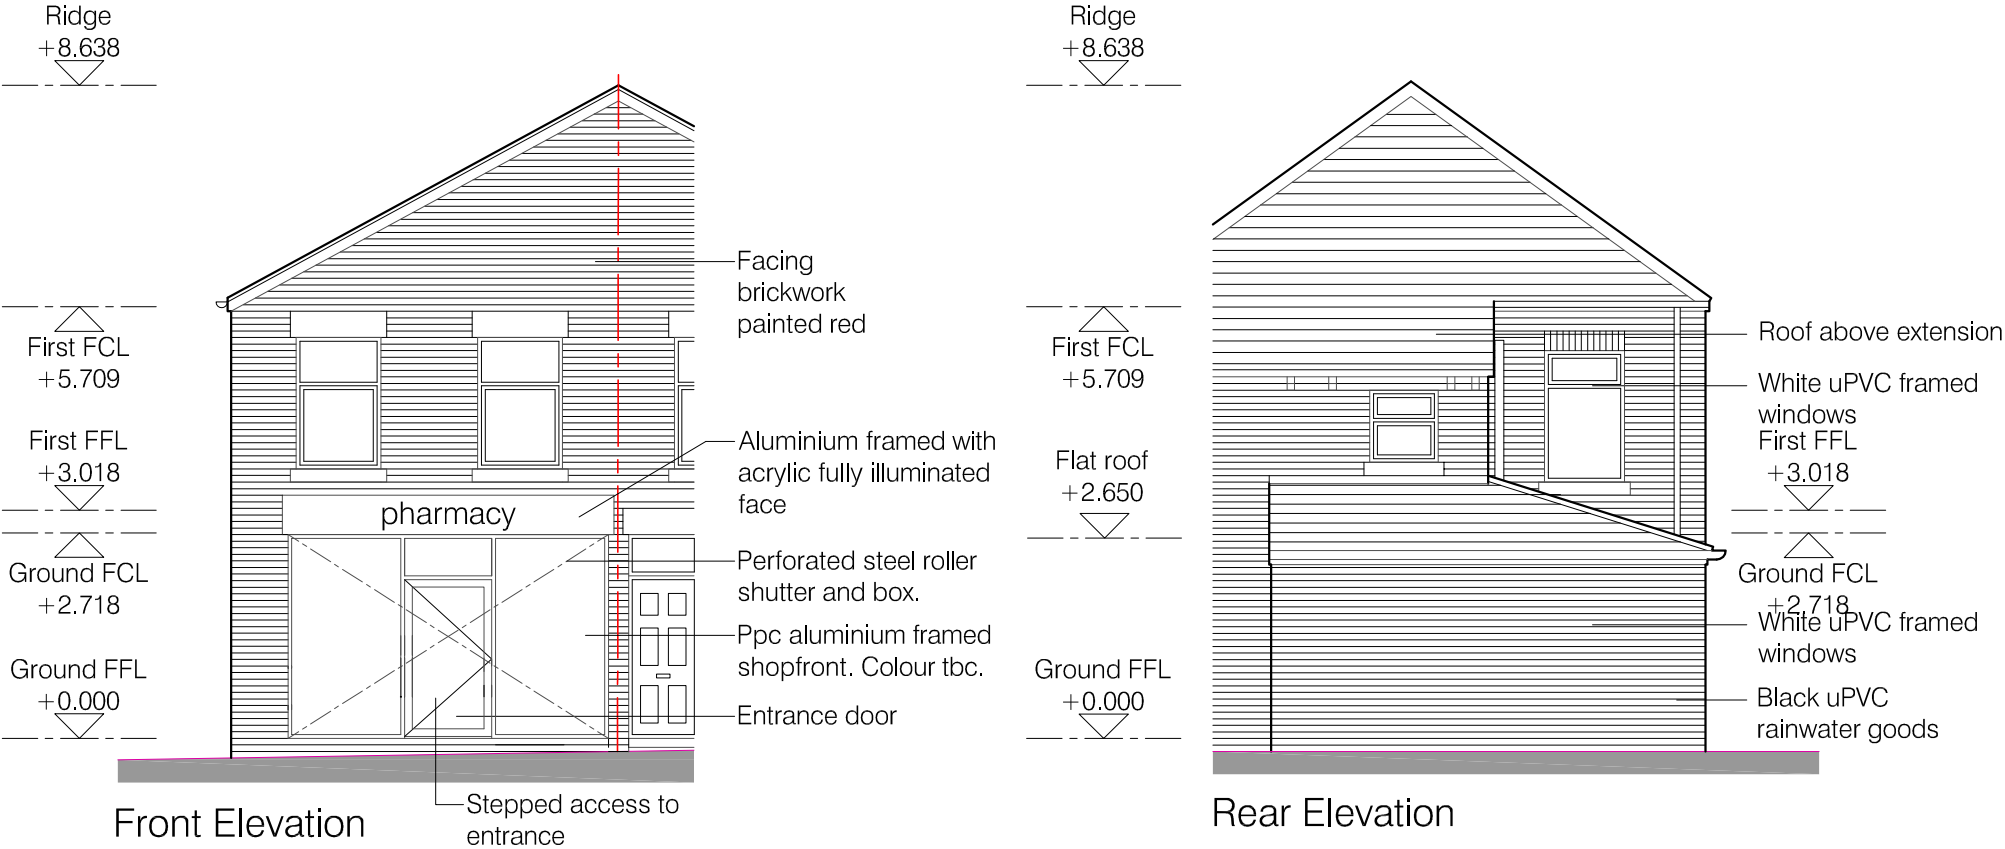 Ridge
+8.638
First FCL
+5.709
First FFL
+3.018
Ground FCL
+2.718
Ground FFL
+0.000
pharmacy
Facing
brickwork
painted red
Aluminium framed with
acrylic fully illuminated
face
Perforated steel roller
shutter and box.
Ppc aluminium framed
shopfront. Colour tbc.
Entrance door
Stepped access to
entrance
Front Elevation
Ridge
+8.638
First FCL
+5.709
Flat roof
+2.650
Ground FFL
+0.000
Roof above extension
White uPVC framed
windows
First FFL
+3.018
Ground FCL
+2.718
White uPVC framed
windows
Black uPVC
rainwater goods
Rear Elevation